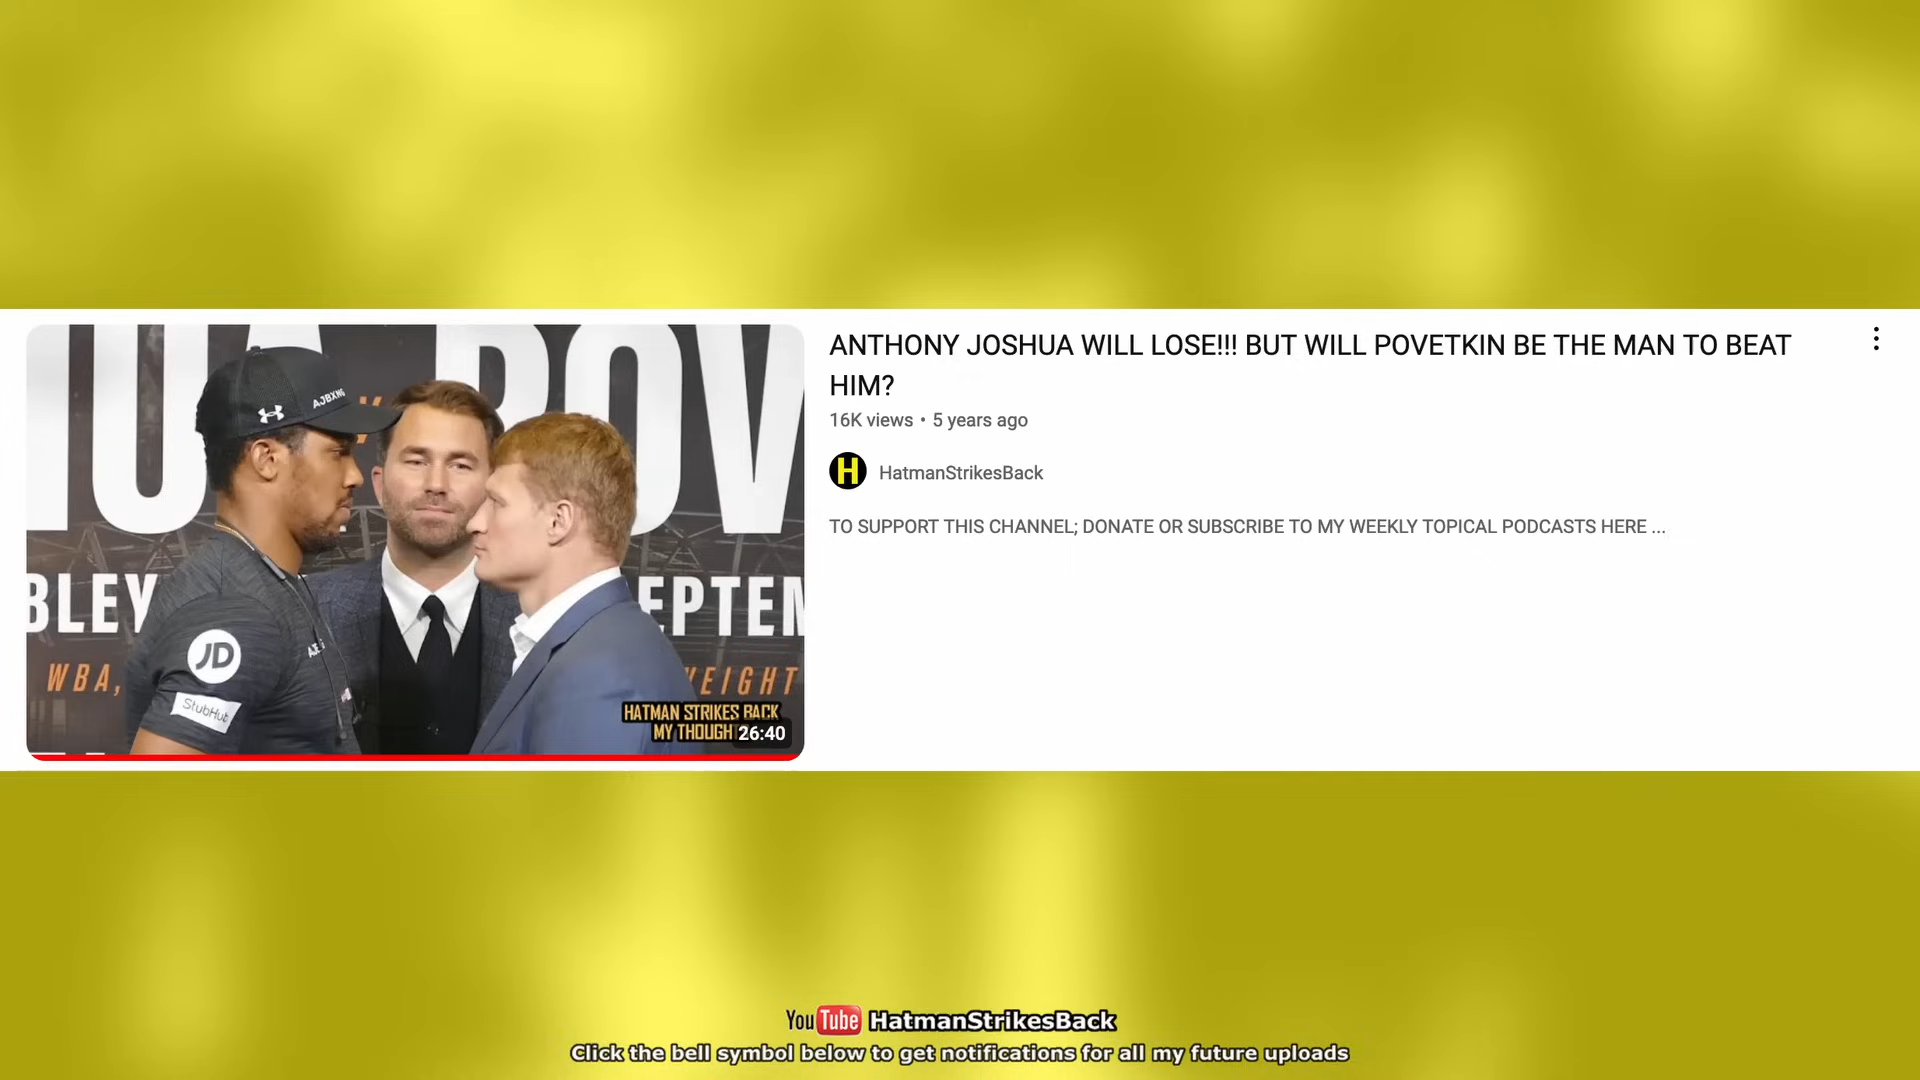 UA POV
AJBXNG
V
BLEY
EPTEM
WBA,
EIGHT
JD
StubHub
HATMAN STRIKES BACK
MY THOUGH
26:40
ANTHONY JOSHUA WILL LOSE!!! BUT WILL POVETKIN BE THE MAN TO BEAT
HIM?
16K views • 5 years ago
H HatmanStrikesBack
TO SUPPORT THIS CHANNEL; DONATE OR SUBSCRIBE TO MY WEEKLY TOPICAL PODCASTS HERE ...
YouTube HatmanStrikesBack
Click the bell symbol below to get notifications for all my future uploads